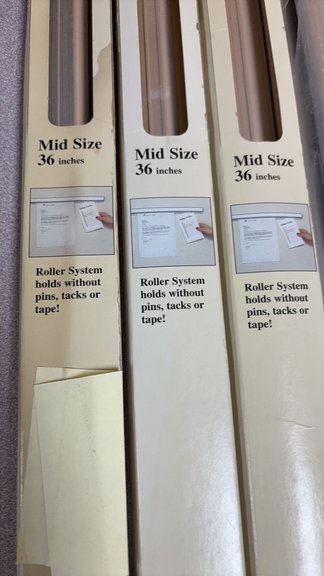 Mid Size
36 inches
Roller System
holds without
pins, tacks or
tape!
Mid Size
36 inches
Roller System
holds without
pins, tacks or
tape!
Mid Size
36 inches
Roller System
holds without
pins, tacks or
tape!